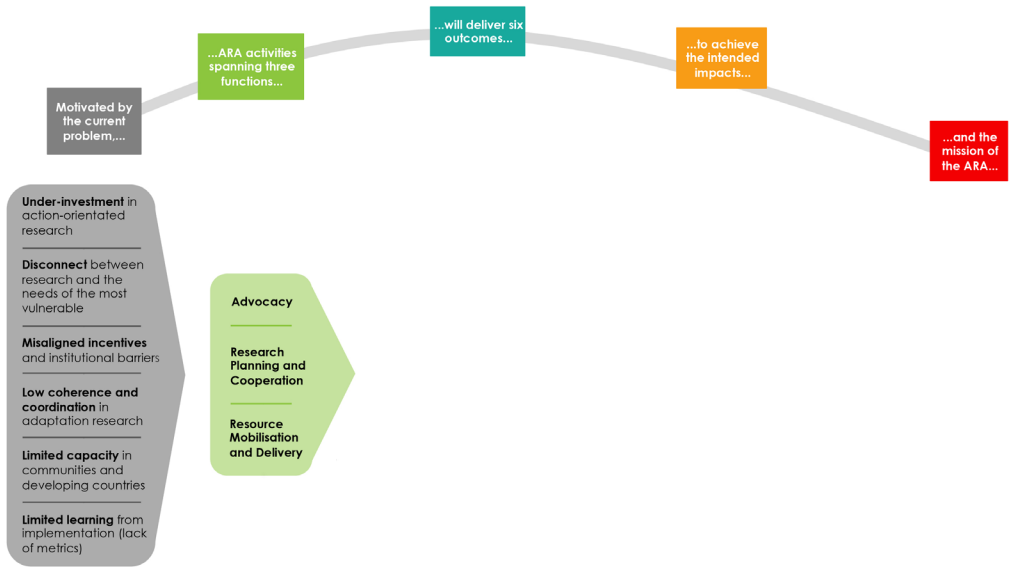 Motivated by
the current
problem,...
...ARA activities
spanning three
functions...
...will deliver six
outcomes...
...to achieve
the intended
impacts...
...and the
mission of
the ARA...
Under-investment in
action-orientated
research
Disconnect between
research and the
needs of the most
vulnerable
Misaligned incentives
and institutional barriers
Low coherence and
coordination in
adaptation research
Limited capacity in
communities and
developing countries
Limited learning from
implementation (lack
of metrics)
Advocacy
Research
Planning and
Cooperation
Resource
Mobilisation
and Delivery